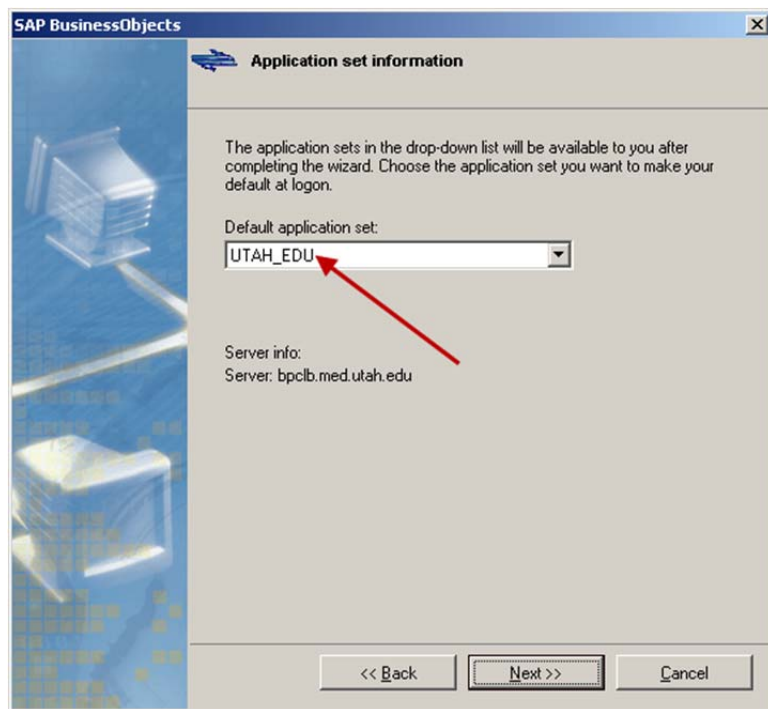 SAP BusinessObjects
Application set information
The application sets in the drop-down list will be available to you after
completing the wizard. Choose the application set you want to make your
default at logon.
Default application set:
UTAH_EDU
Server info:
Server: bpclb.med.utah.edu
<< Back Next >> Cancel